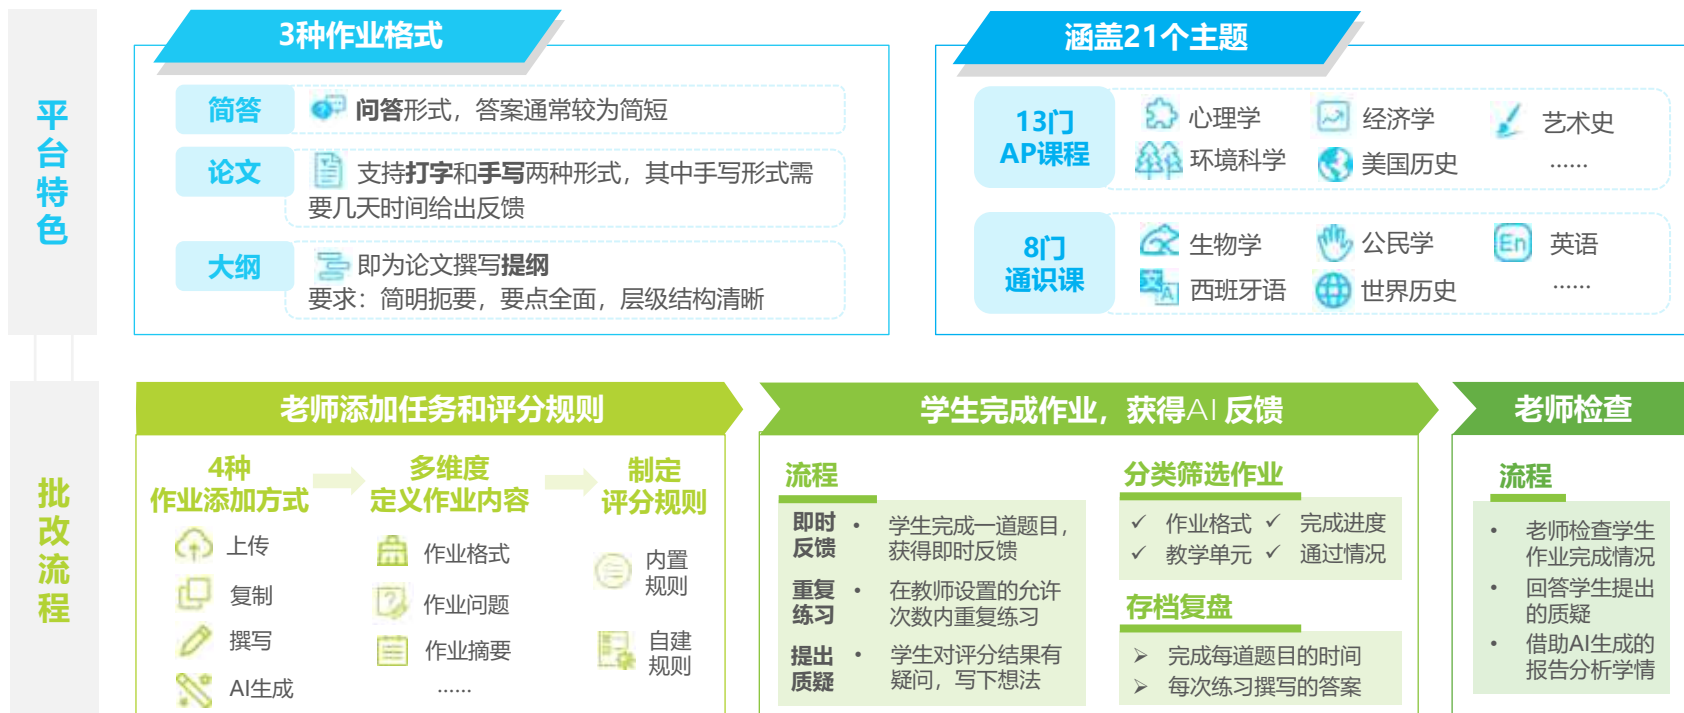 平台特色
3种作业格式
简答
问答形式，答案通常较为简短
论文
支持打字和手写两种形式，其中手写形式需
要几天时间给出反馈
大纲
即为论文撰写提纲
要求：简明扼要，要点全面，层级结构清晰
涵盖21个主题
13门
AP课程
心理学
经济学
艺术史
环境科学
美国历史
……
8门
通识课
生物学
公民学
En
英语
西班牙语
世界历史
……
批改流程
老师添加任务和评分规则
4种
作业添加方式
上传
复制
撰写
AI生成
多维度
定义作业内容
作业格式
作业问题
作业摘要
……
制定
评分规则
内置
规则
自建
规则
学生完成作业，获得AI 反馈
流程
即时
反馈
• 学生完成一道题目，
获得即时反馈
重复
练习
• 在教师设置的允许
次数内重复练习
提出
质疑
• 学生对评分结果有
疑问，写下想法
分类筛选作业
✓ 作业格式 ✓ 完成进度
✓ 教学单元 ✓ 通过情况
存档复盘
➢ 完成每道题目的时间
➢ 每次练习撰写的答案
老师检查
流程
• 老师检查学生
作业完成情况
• 回答学生提出
的质疑
• 借助AI生成的
报告分析学情